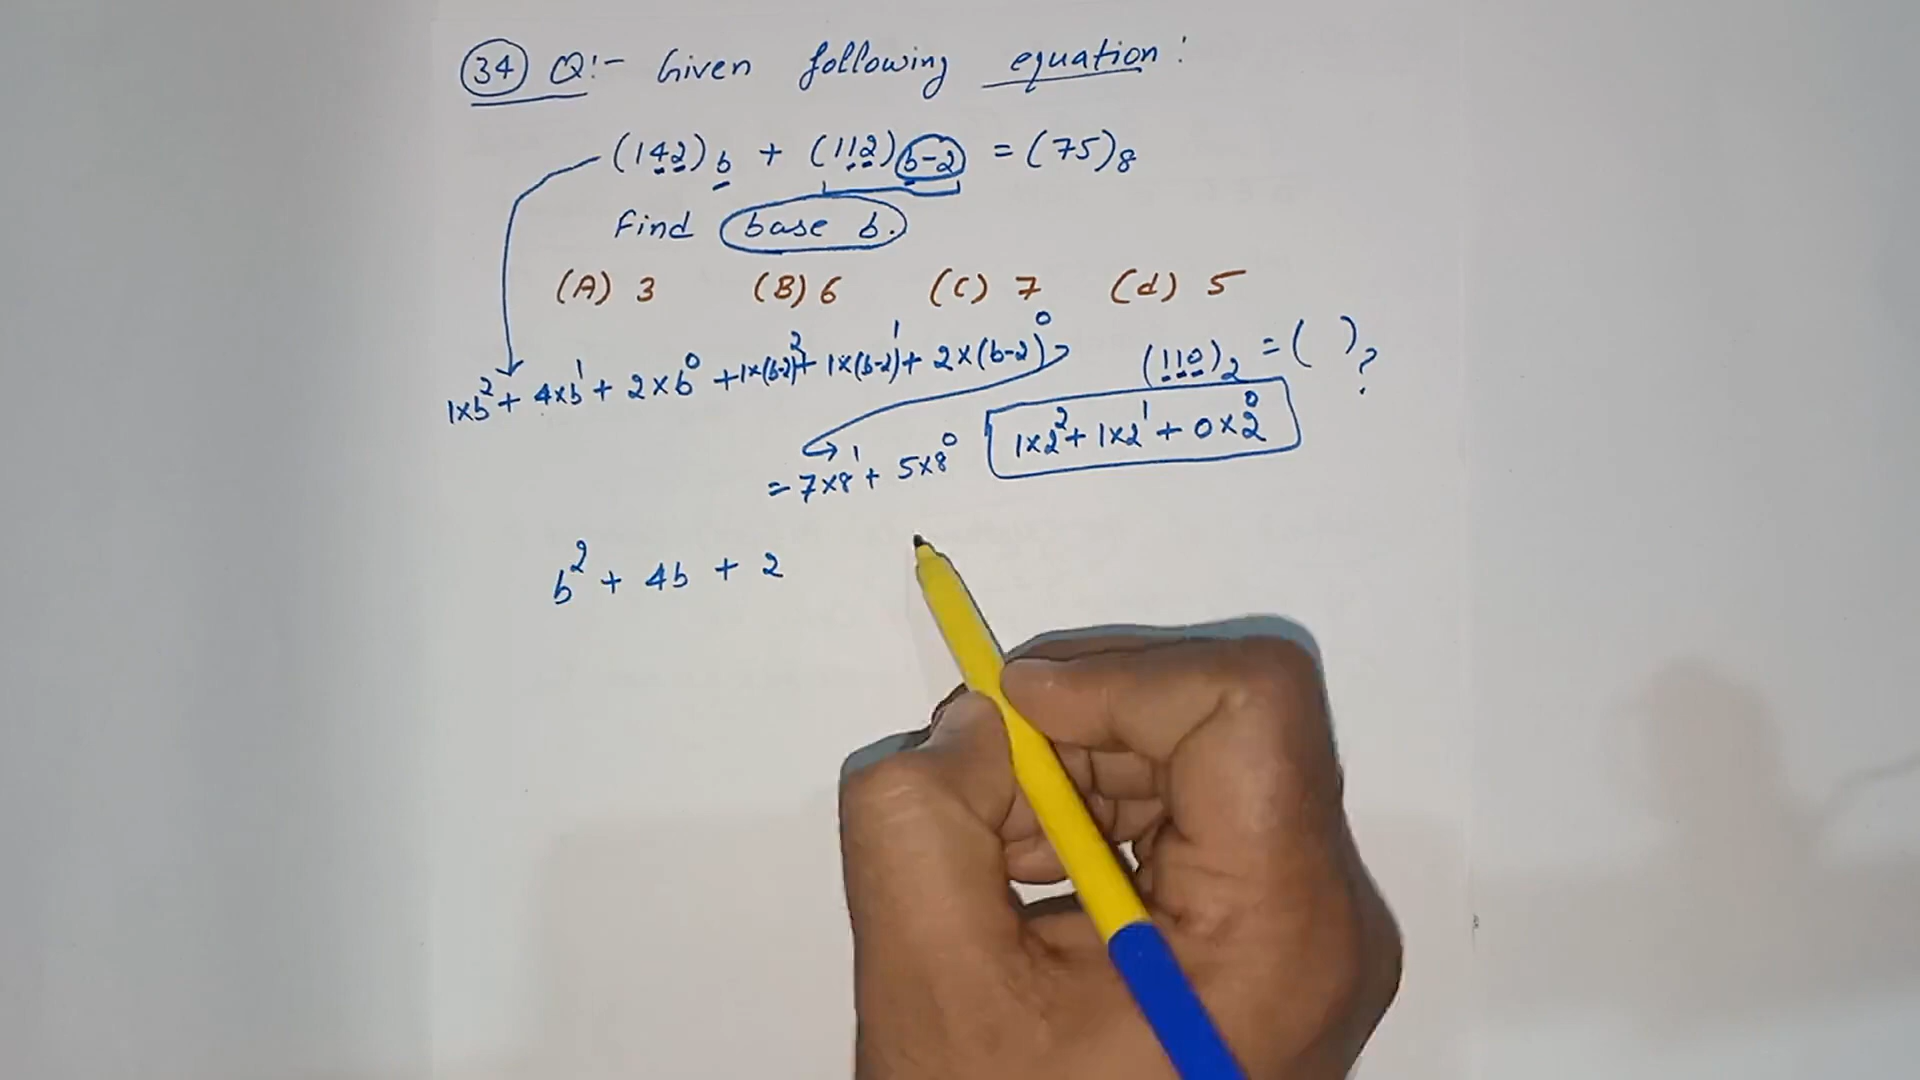 34 Q:- Given following equation:
(142)b + (112)b-2 = (75)8
Find base b.
(A) 3 (B) 6 (C) 7 (d) 5
1×b² + 4×b¹ + 2×b⁰ + 1×(b-2)² + 1×(b-2)¹ + 2×(b-2)⁰
(110)2 = ( )?
= 7×8¹ + 5×8⁰
1×2² + 1×2¹ + 0×2⁰
b² + 4b + 2